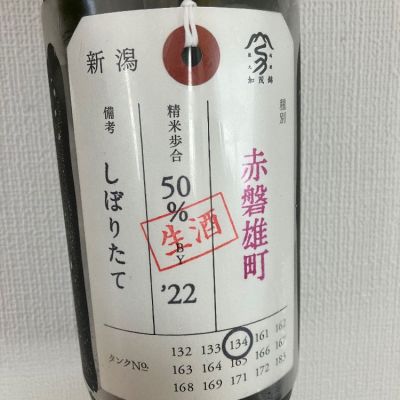 新潟
加茂錦
種別
赤磐雄町
精米歩合
50%
生酒
BY
'22
備考
しぼりたて
タンクNo.
132 133 134 161 162
163 164 165 166 167
168 169 171 172 183